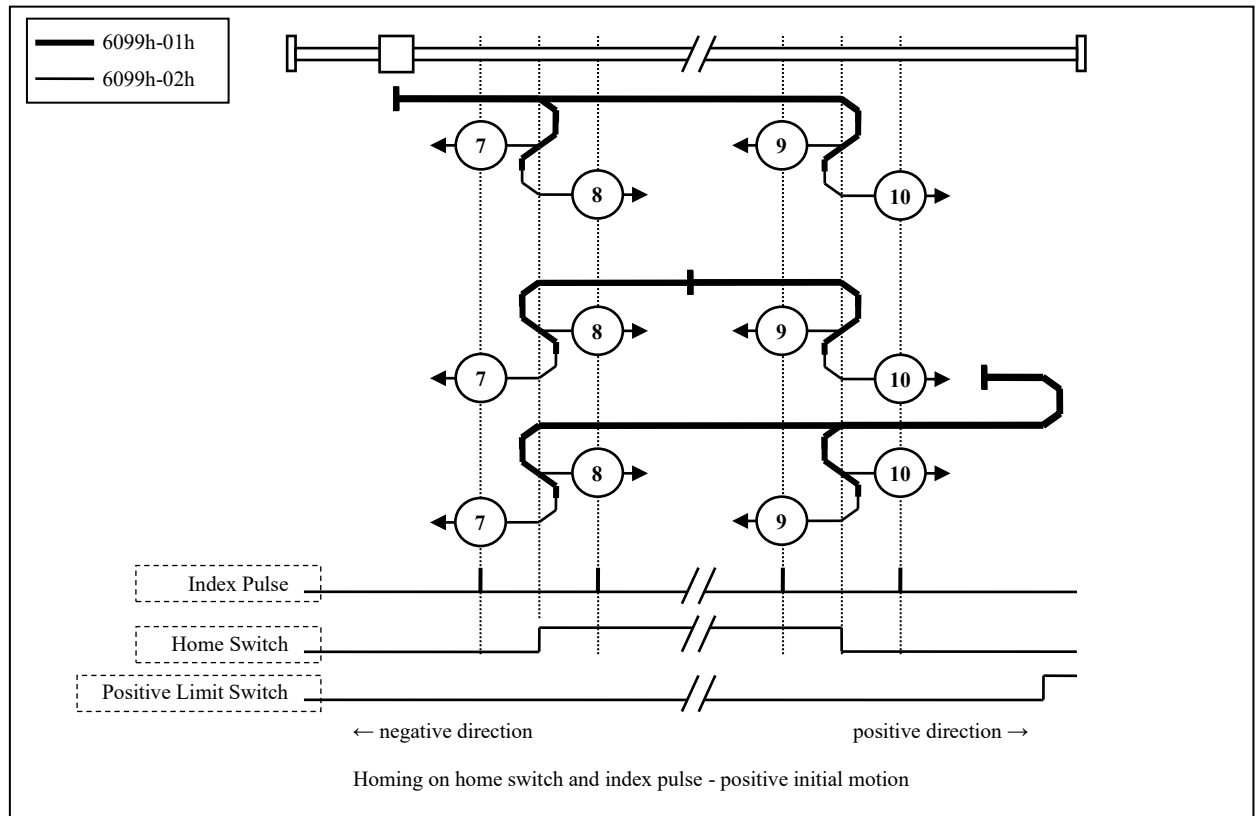 6099h-01h
6099h-02h
7
9
8
10
8
9
7
10
8
10
7
9
Index Pulse
Home Switch
Positive Limit Switch
← negative direction positive direction →
Homing on home switch and index pulse - positive initial motion